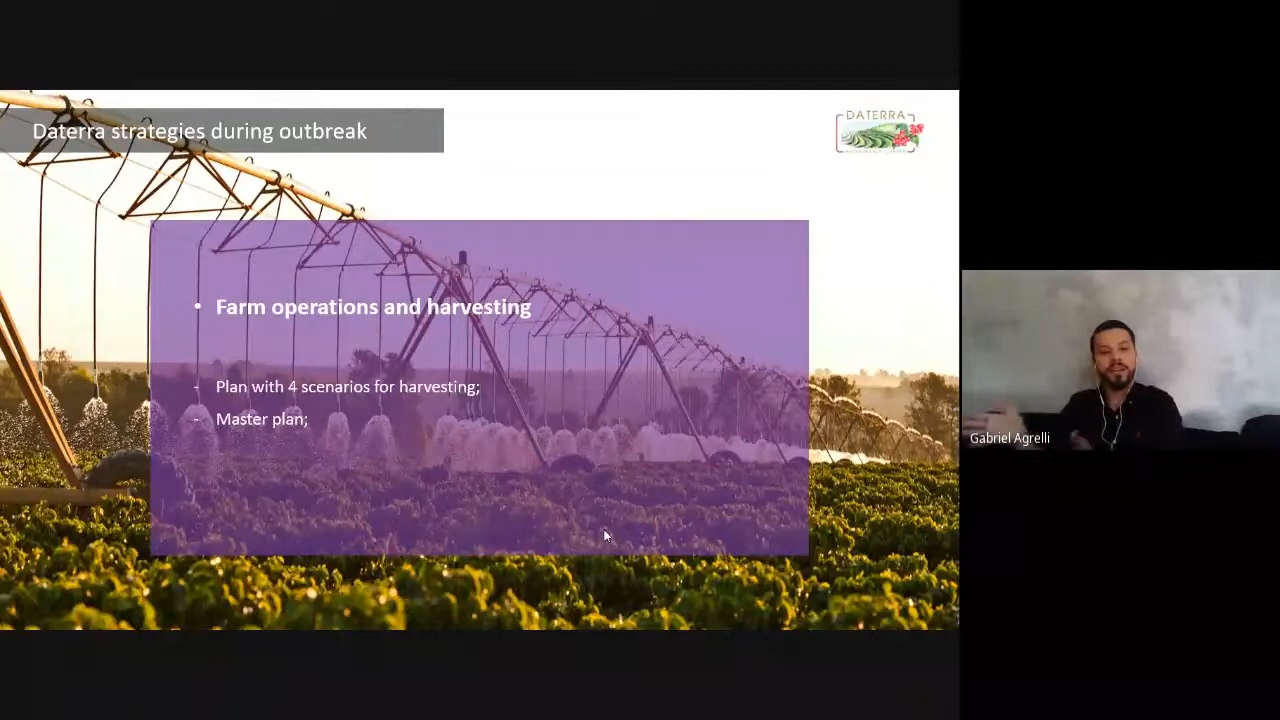 Daterra strategies during outbreak
DATERRA
• Farm operations and harvesting
- Plan with 4 scenarios for harvesting;
- Master plan;
Gabriel Agrelli